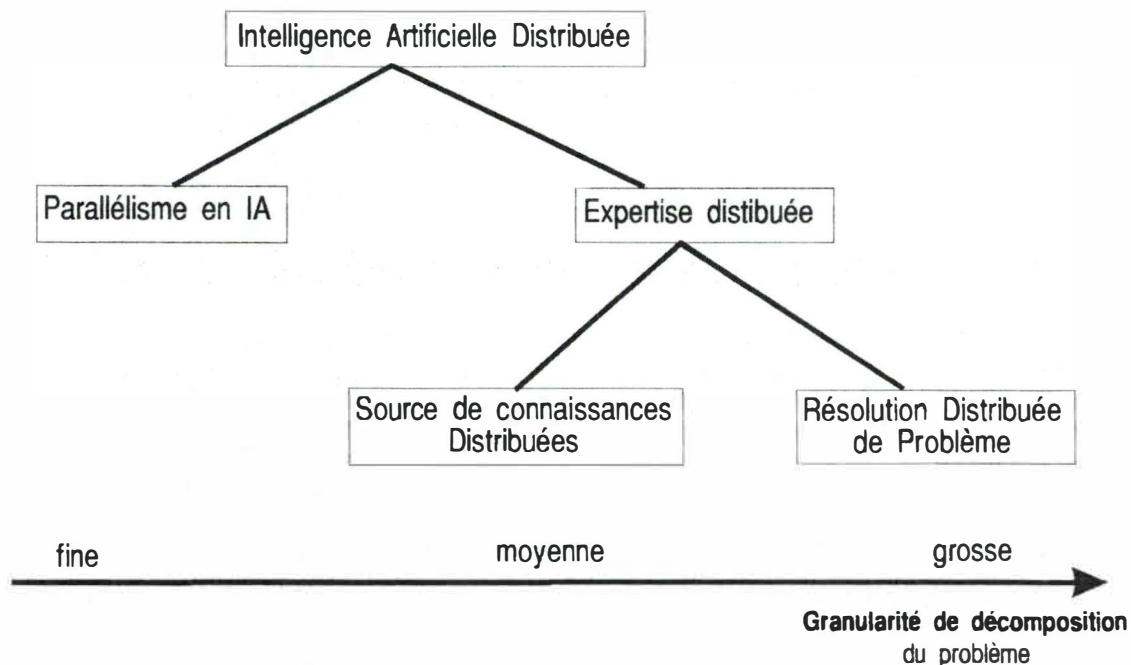 Intelligence Artificielle Distribuée
Parallélisme en IA
Expertise distibuée
Source de connaissances
Distribuées
Résolution Distribuée
de Problème
fine
moyenne
grosse
Granularité de décomposition
du problème